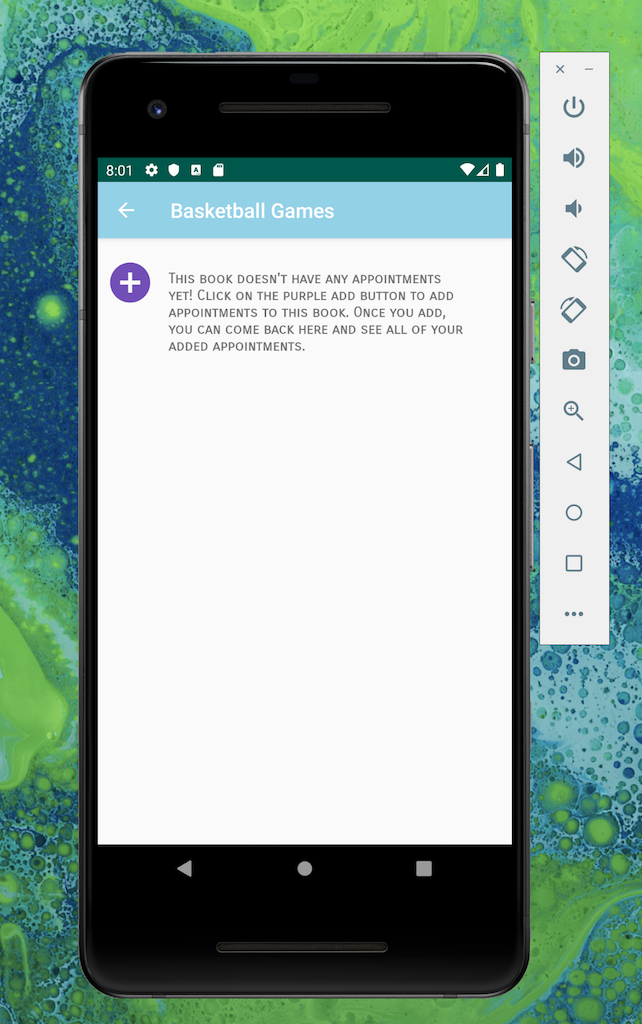 8:01
Basketball Games
This book doesn't have any appointments
yet! Click on the purple add button to add
appointments to this book. Once you add,
you can come back here and see all of your
added appointments.